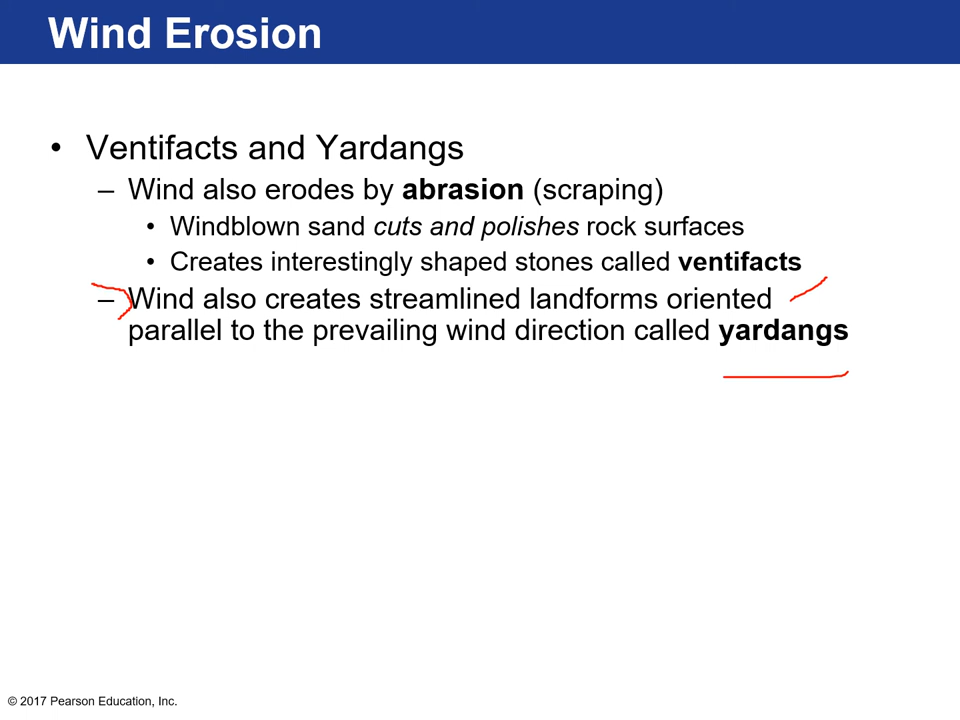 Wind Erosion
• Ventifacts and Yardangs
– Wind also erodes by abrasion (scraping)
• Windblown sand cuts and polishes rock surfaces
• Creates interestingly shaped stones called ventifacts
– Wind also creates streamlined landforms oriented
parallel to the prevailing wind direction called yardangs
© 2017 Pearson Education, Inc.